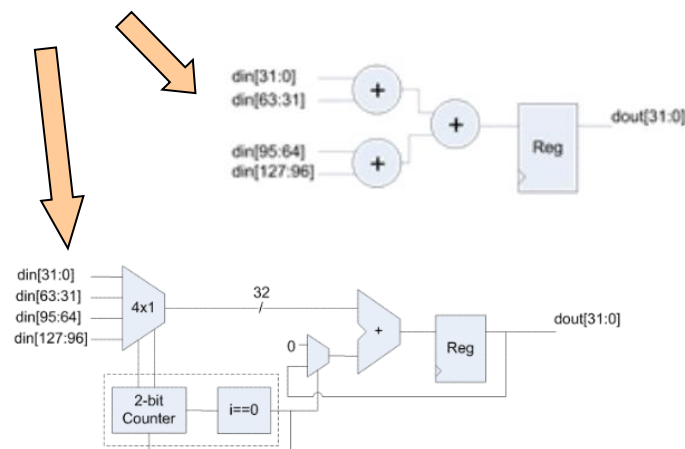 din[31:0]
din[63:31]
+
+
din[95:64]
din[127:96]
+
Reg
dout[31:0]
din[31:0]
din[63:31]
din[95:64]
din[127:96]
4x1
32
0
+
Reg
dout[31:0]
2-bit
Counter
i==0